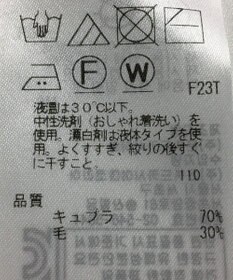 F
W
F23T
液温は30℃以下。
中性洗剤（おしゃれ着洗い）を
使用。漂白剤は液体タイプを使
用。よくすすぎ、絞りの後すぐ
に干すこと。
110
品質
キュプラ 70%
毛 30%